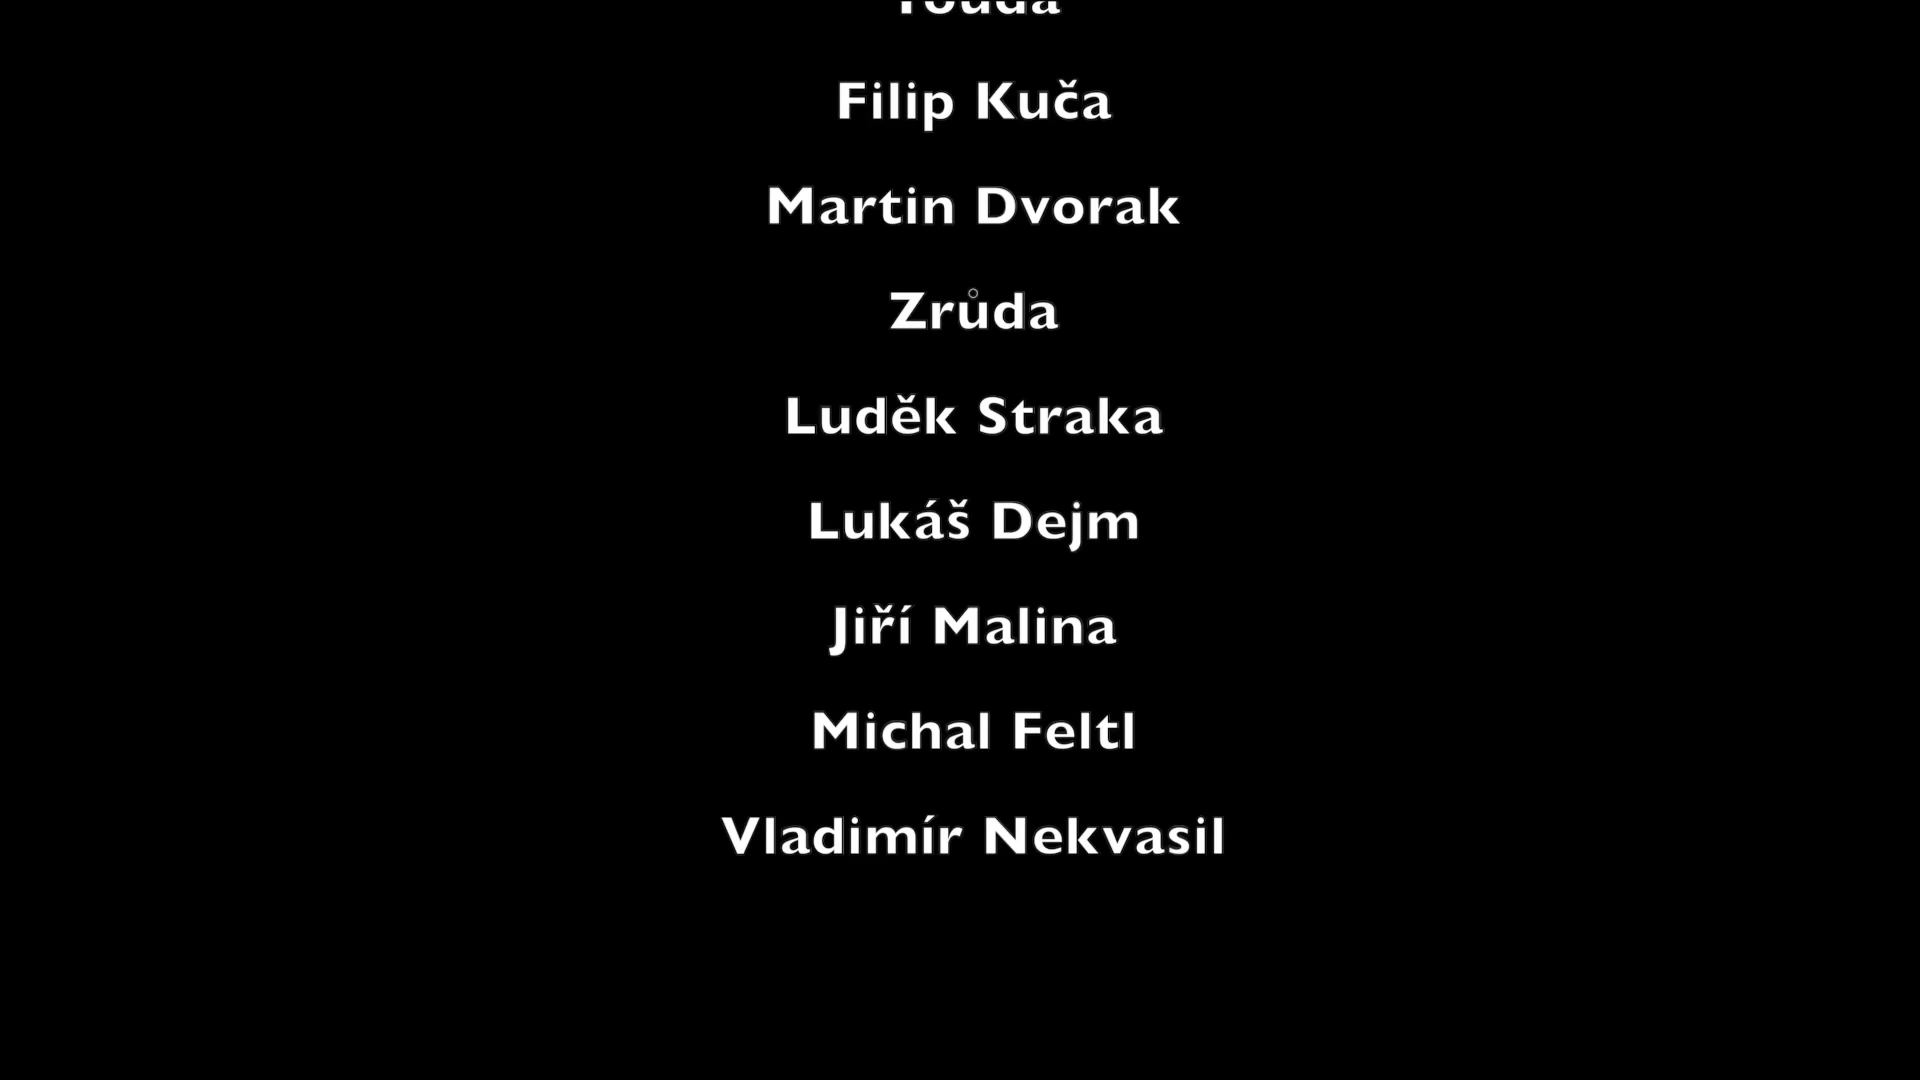 Filip Kuča
Martin Dvorak
Zrůda
Luděk Straka
Lukáš Dejm
Jiří Malina
Michal Feltl
Vladimír Nekvasil